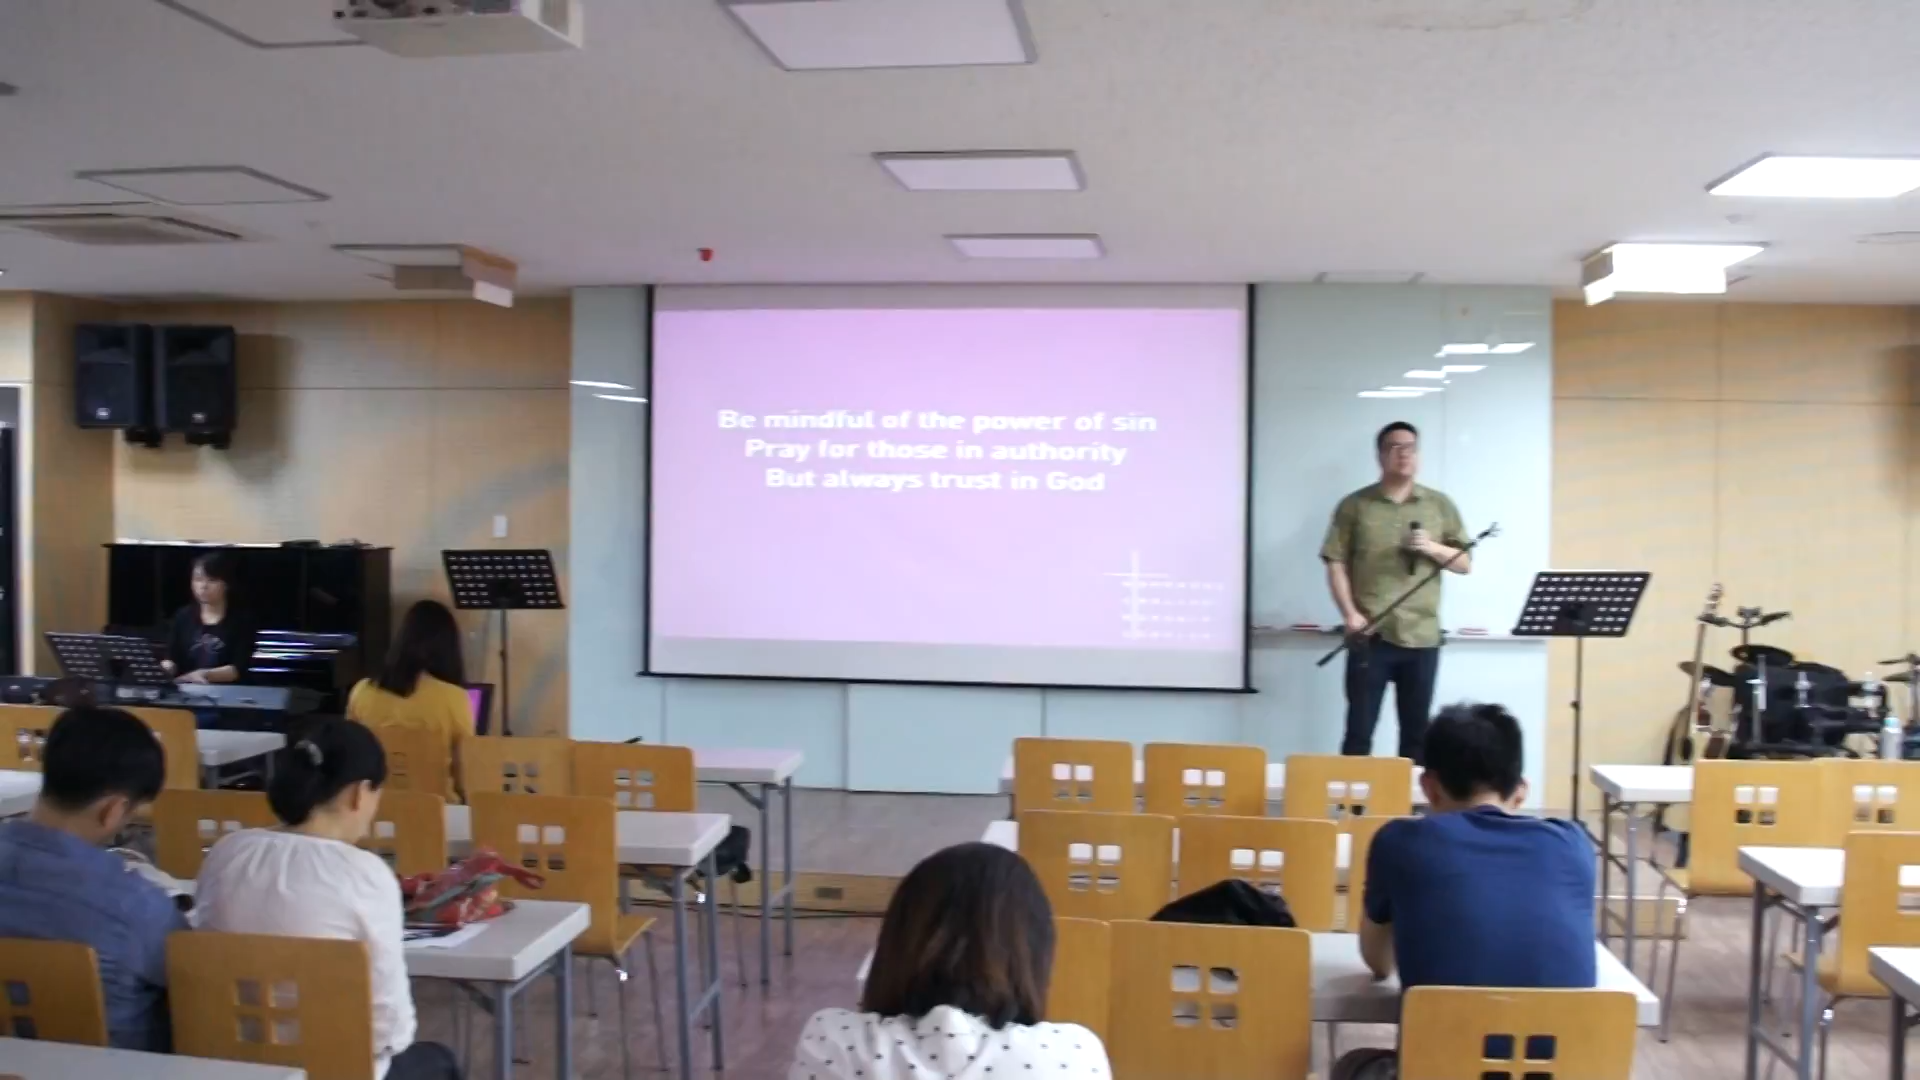 Be mindful of the power of sin
Pray for those in authority
But always trust in God